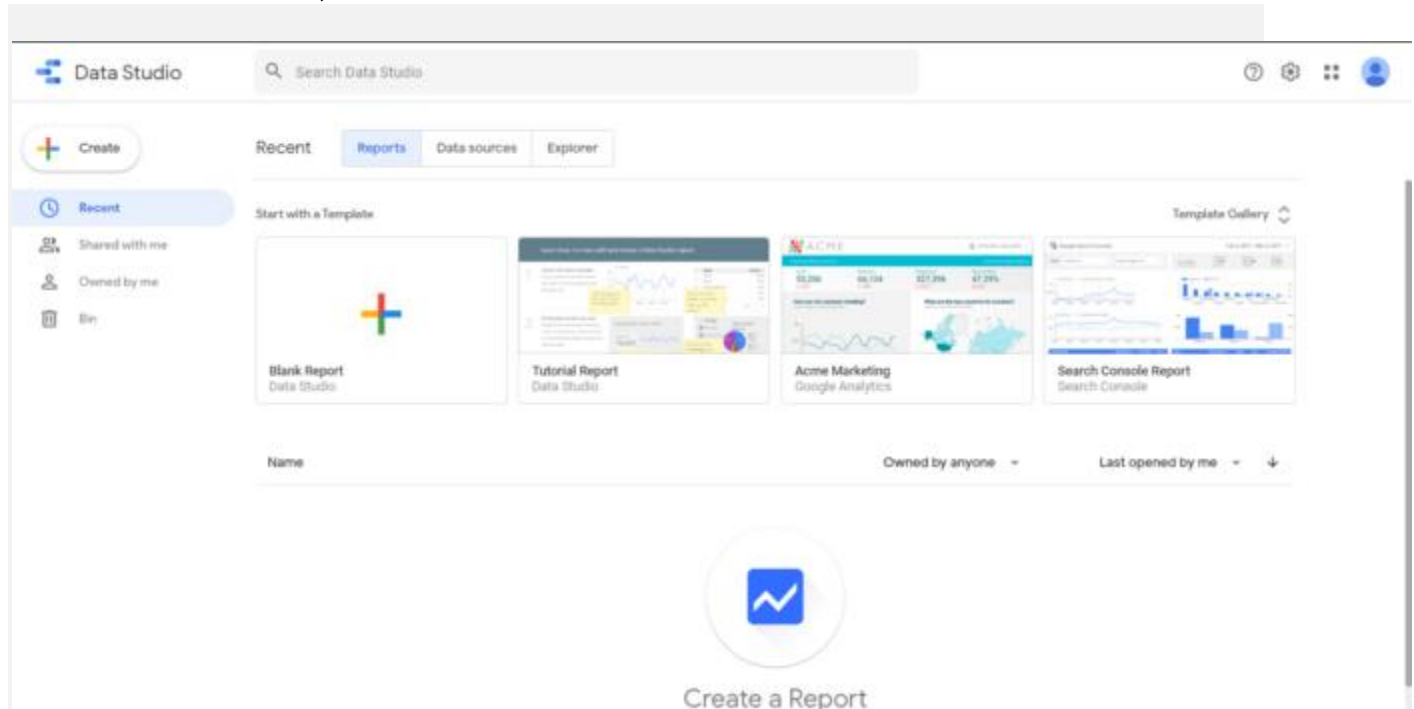 Data Studio
Search Data Studio
Create
Recent
Reports
Data sources
Explorer
Recent
Shared with me
Owned by me
Bin
Start with a Template
Template Gallery
ACME
Blank Report
Data Studio
Tutorial Report
Data Studio
Acme Marketing
Google Analytics
Search Console Report
Search Console
Name
Owned by anyone
Last opened by me
Create a Report